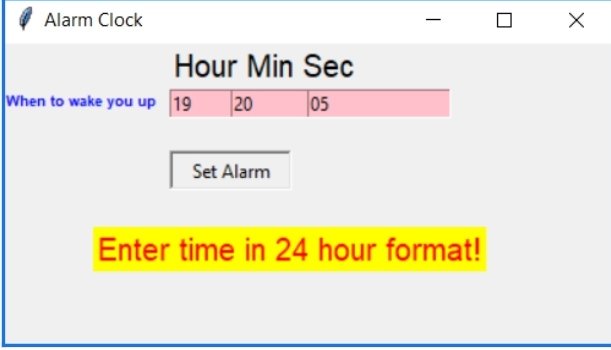 Alarm Clock
Hour Min Sec
When to wake you up 19 20 05
Set Alarm
Enter time in 24 hour format!